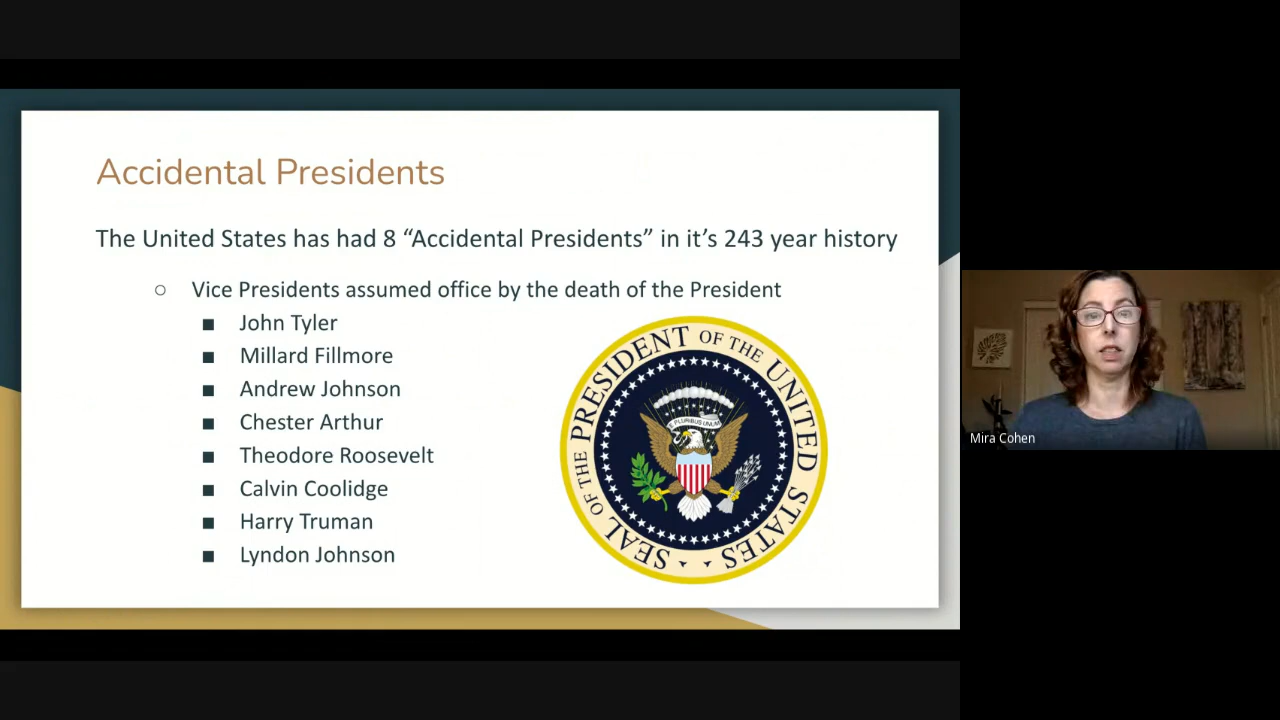 Accidental Presidents
The United States has had 8 “Accidental Presidents” in it’s 243 year history
○ Vice Presidents assumed office by the death of the President
■ John Tyler
■ Millard Fillmore
■ Andrew Johnson
■ Chester Arthur
■ Theodore Roosevelt
■ Calvin Coolidge
■ Harry Truman
■ Lyndon Johnson
SEAL OF THE PRESIDENT OF THE UNITED STATES
E PLURIBUS UNUM
Mira Cohen